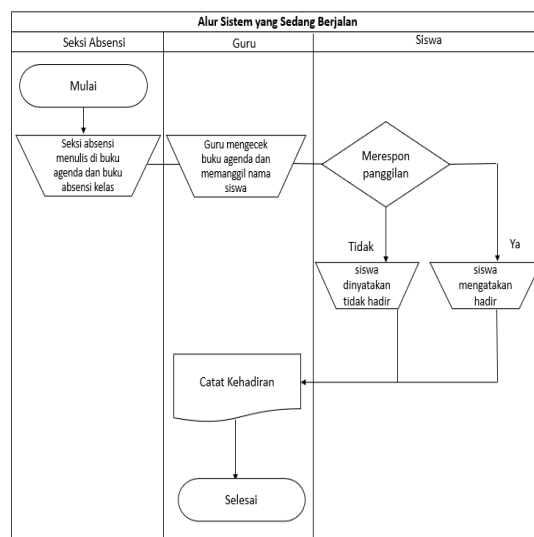 Alur Sistem yang Sedang Berjalan
Seksi Absensi
Guru
Siswa
Mulai
Seksi absensi
menulis di buku
agenda dan buku
absensi kelas
Guru mengecek
buku agenda dan
memanggil nama
siswa
Merespon
panggilan
Tidak
Ya
siswa
dinyatakan
tidak hadir
siswa
mengatakan
hadir
Catat Kehadiran
Selesai